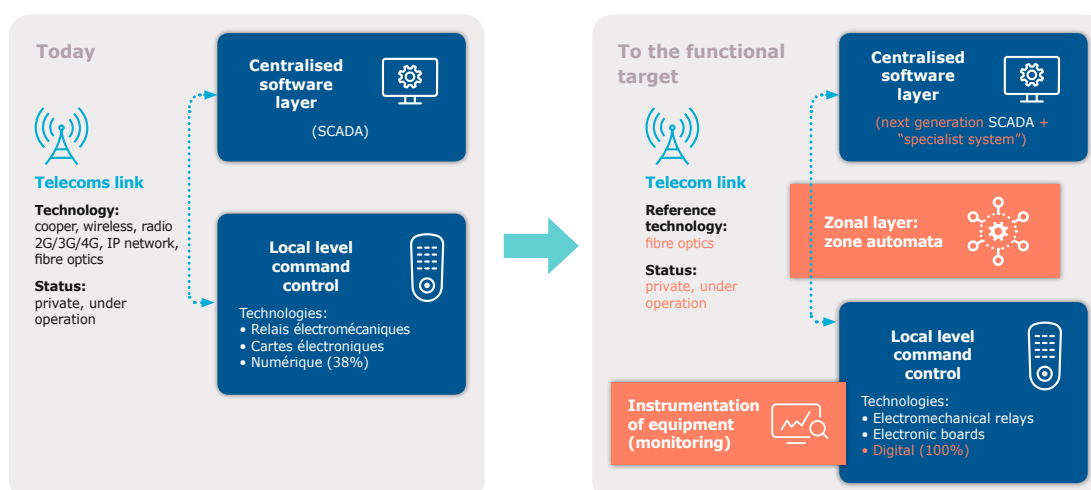 Today
Centralised
software
layer
(SCADA)
Telecoms link
Technology:
cooper, wireless, radio
2G/3G/4G, IP network,
fibre optics
Status:
private, under
operation
Local level
command
control
Technologies:
• Relais électromécaniques
• Cartes électroniques
• Numérique (38%)
To the functional
target
Centralised
software
layer
(next generation SCADA +
“specialist system”)
Telecom link
Reference
technology:
fibre optics
Status:
private, under
operation
Zonal layer:
zone automata
Local level
command
control
Technologies:
• Electromechanical relays
• Electronic boards
• Digital (100%)
Instrumentation
of equipment
(monitoring)